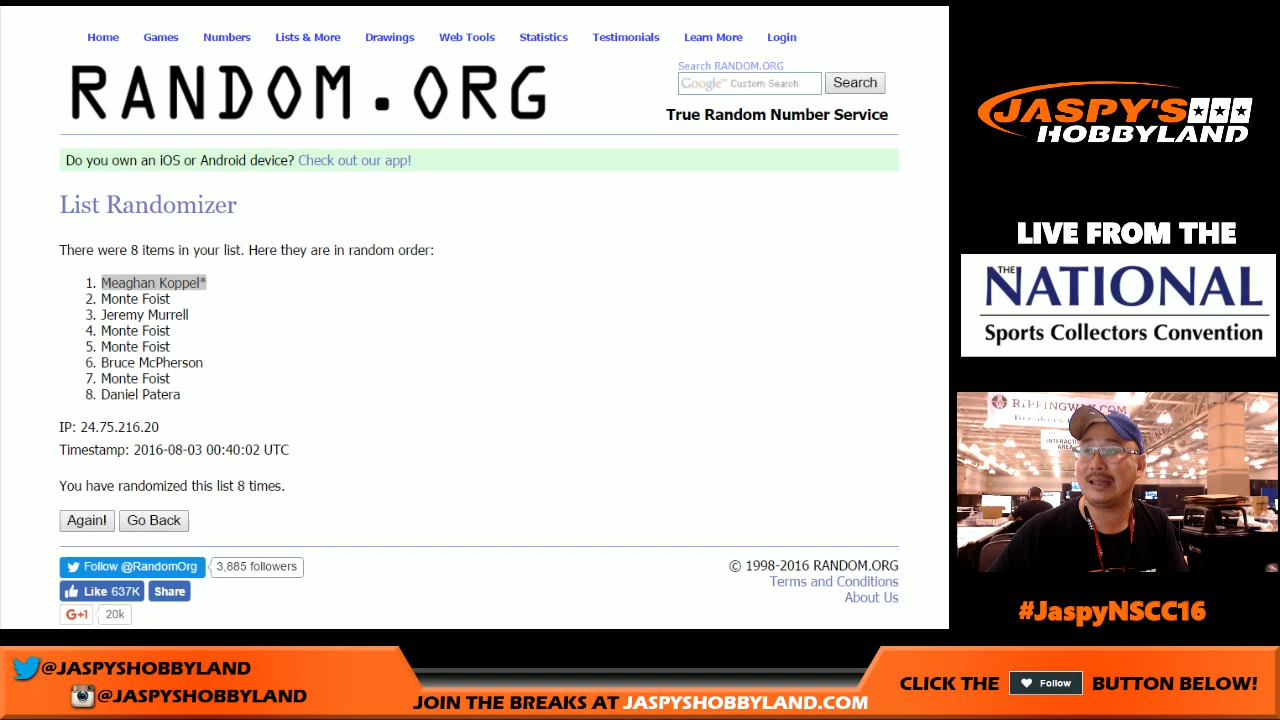 Home Games Numbers Lists & More Drawings Web Tools Statistics Testimonials Learn More Login
RANDOM.ORG
Search RANDOM.ORG
Google™ Custom Search Search
True Random Number Service
Do you own an iOS or Android device? Check out our app!
List Randomizer
There were 8 items in your list. Here they are in random order:
1. Meaghan Koppel*
2. Monte Foist
3. Jeremy Murrell
4. Monte Foist
5. Monte Foist
6. Bruce McPherson
7. Monte Foist
8. Daniel Patera
IP: 24.75.216.20
Timestamp: 2016-08-03 00:40:02 UTC
You have randomized this list 8 times.
Again! Go Back
Follow @RandomOrg 3,885 followers
Like 637K Share
G+1 20k
© 1998-2016 RANDOM.ORG
Terms and Conditions
About Us
JASPY'S
HOBBYLAND
LIVE FROM THE
THE NATIONAL
Sports Collectors Convention
RIPPINGWAX.COM
INTERACTIVE
AREA
#JaspyNSCC16
@JASPYSHOBBYLAND
@JASPYSHOBBYLAND
JOIN THE BREAKS AT JASPYSHOBBYLAND.COM
CLICK THE Follow BUTTON BELOW!